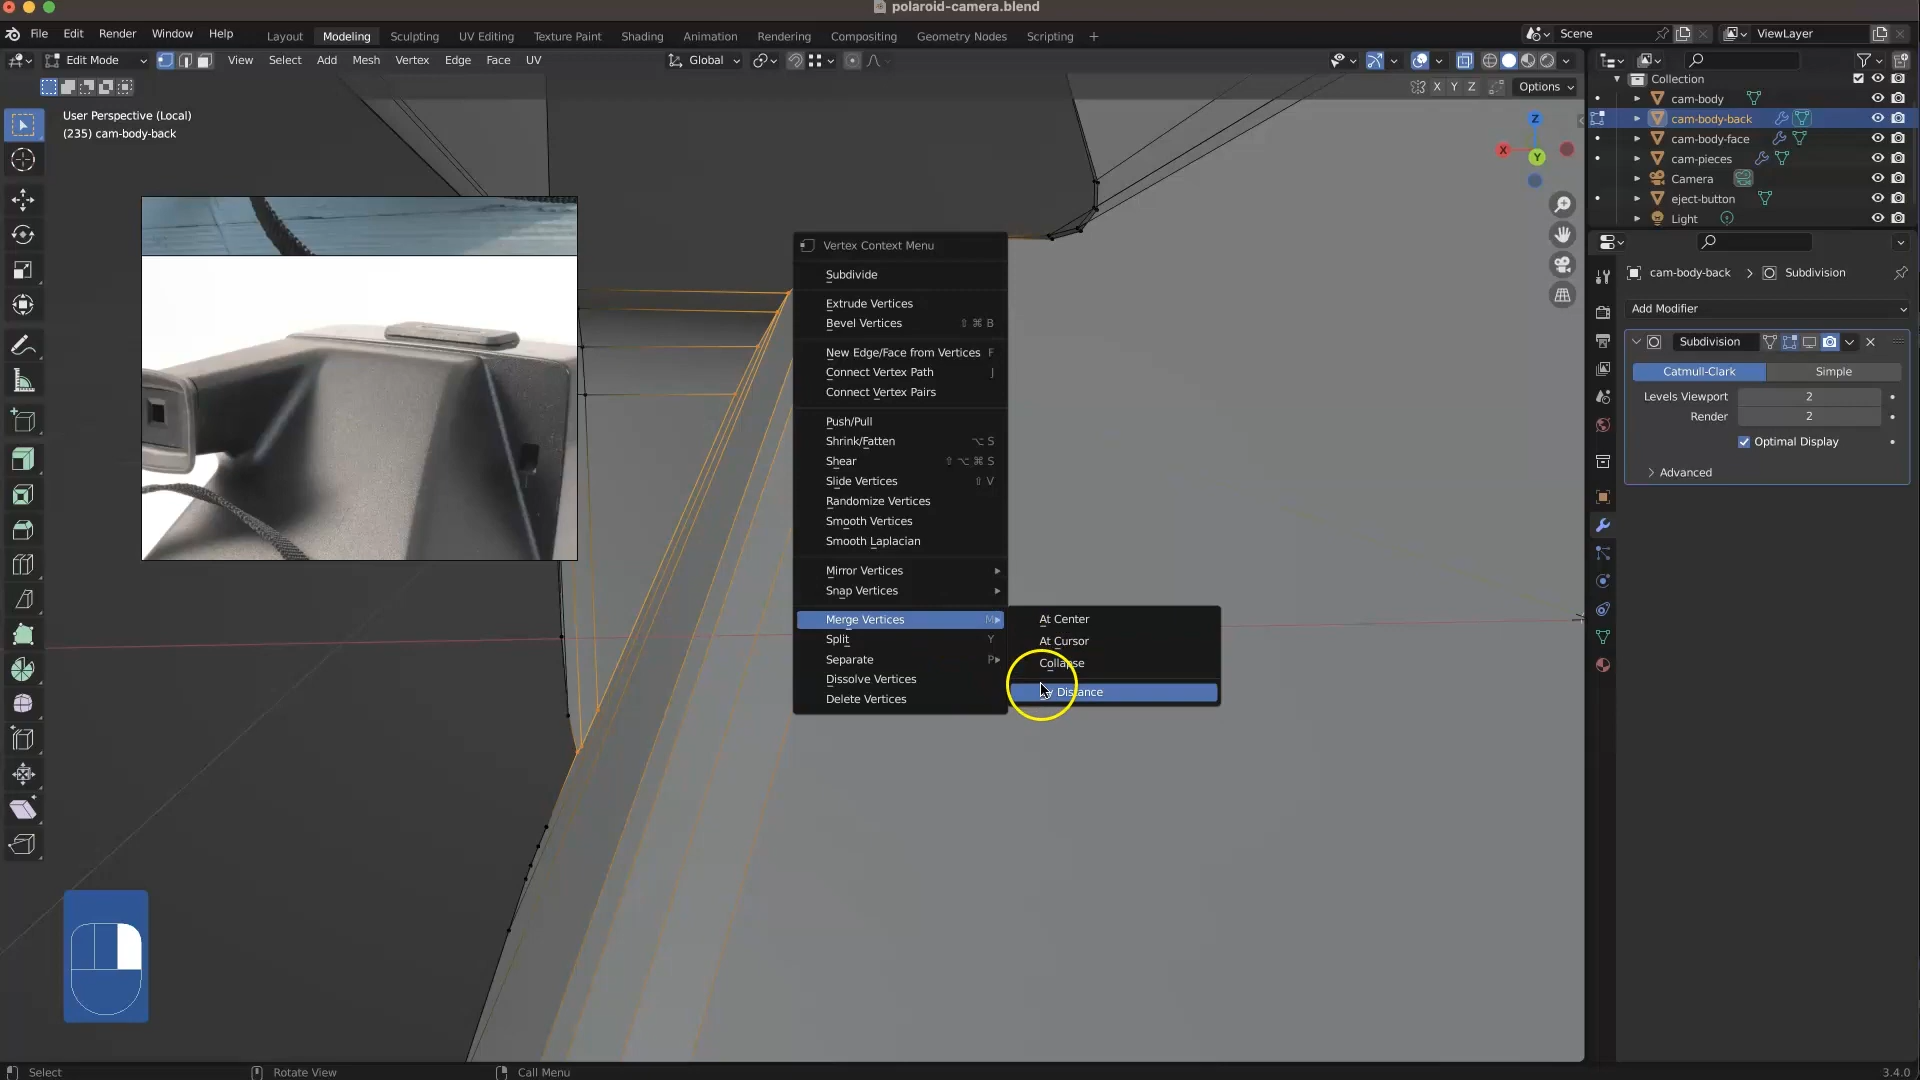 polaroid-camera.blend
File Edit Render Window Help Layout Modeling Sculpting UV Editing Texture Paint Shading Animation Rendering Compositing Geometry Nodes Scripting + Scene ViewLayer
Edit Mode View Select Add Mesh Vertex Edge Face UV Global
X Y Z Options
User Perspective (Local)
(235) cam-body-back
Z
X
Y
Collection
cam-body
cam-body-back
cam-body-face
cam-pieces
Camera
eject-button
Light
cam-body-back > Subdivision
Add Modifier
Subdivision
Catmull-Clark Simple
Levels Viewport 2
Render 2
Optimal Display
Advanced
Vertex Context Menu
Subdivide
Extrude Vertices
Bevel Vertices ⇧ ⌘ B
New Edge/Face from Vertices F
Connect Vertex Path J
Connect Vertex Pairs
Push/Pull
Shrink/Fatten ⌥ S
Shear ⇧ ⌥ ⌘ S
Slide Vertices ⇧ V
Randomize Vertices
Smooth Vertices
Smooth Laplacian
Mirror Vertices
Snap Vertices
Merge Vertices M
Split Y
Separate P
Dissolve Vertices
Delete Vertices
At Center
At Cursor
Collapse
Distance
Select Rotate View Call Menu 3.4.0